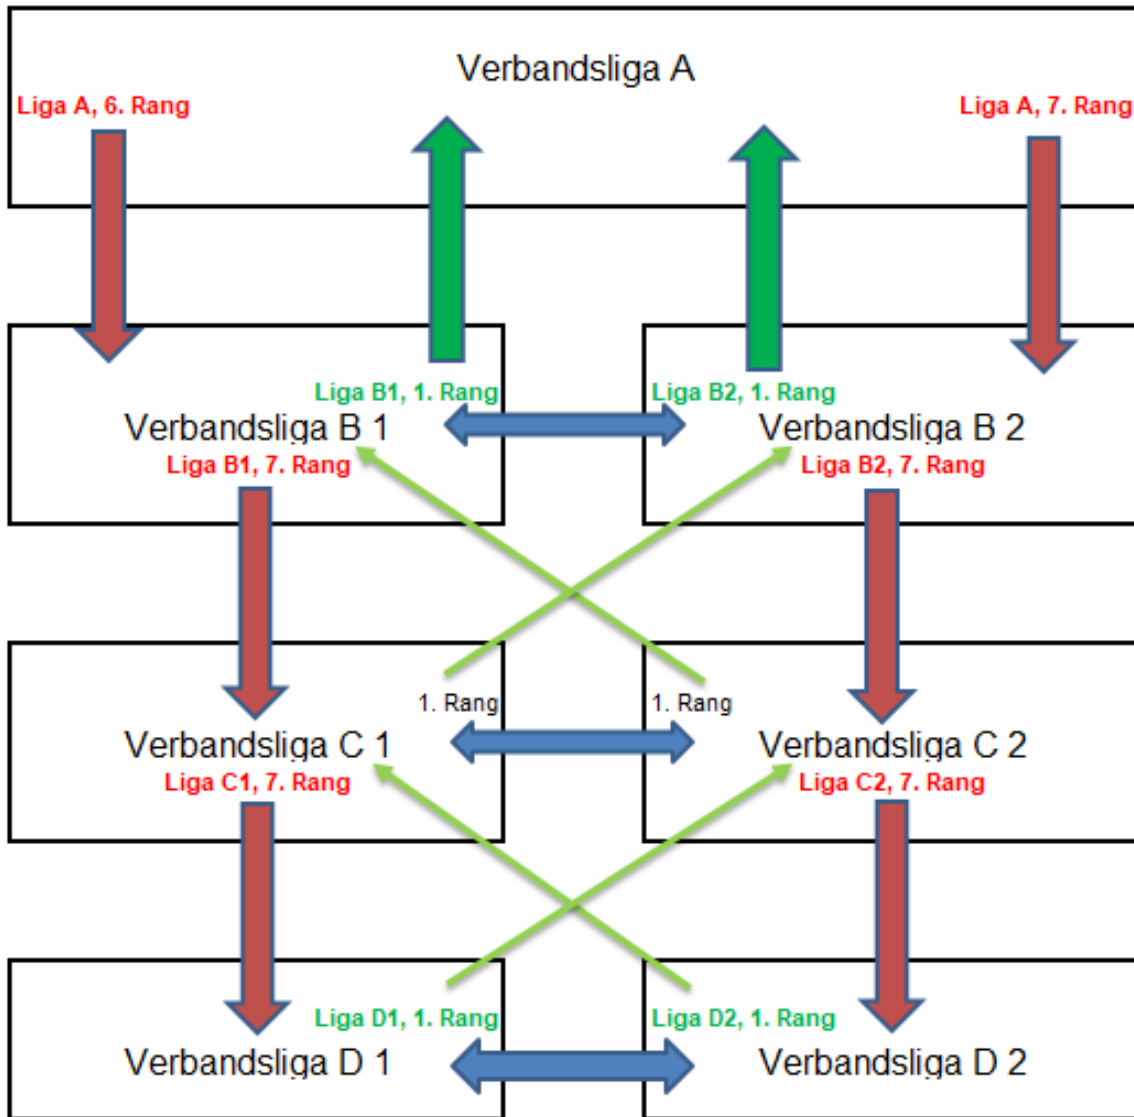 Verbandsliga A
Liga A, 6. Rang
Liga A, 7. Rang
Liga B1, 1. Rang
Liga B2, 1. Rang
Verbandsliga B 1
Verbandsliga B 2
Liga B1, 7. Rang
Liga B2, 7. Rang
1. Rang
1. Rang
Verbandsliga C 1
Verbandsliga C 2
Liga C1, 7. Rang
Liga C2, 7. Rang
Liga D1, 1. Rang
Liga D2, 1. Rang
Verbandsliga D 1
Verbandsliga D 2